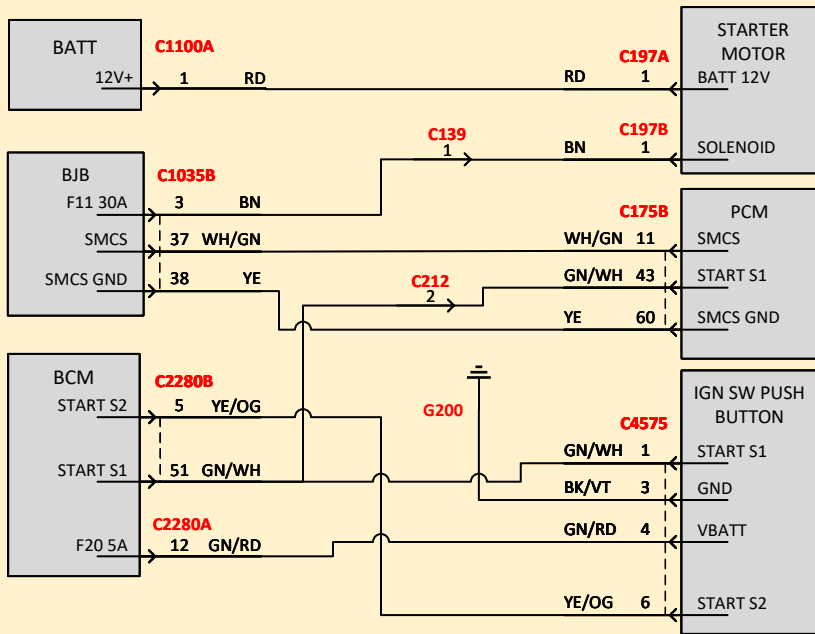 BATT
C1100A
12V+
1
RD
STARTER
MOTOR
C197A
RD
1
BATT 12V
C197B
C139
1
BN
1
SOLENOID
BJB
C1035B
F11 30A
3
BN
C175B
PCM
SMCS
37
WH/GN
WH/GN
11
SMCS
SMCS GND
38
YE
C212
2
GN/WH
43
START S1
YE
60
SMCS GND
BCM
C2280B
START S2
5
YE/OG
START S1
51
GN/WH
C2280A
F20 5A
12
GN/RD
G200
IGN SW PUSH
BUTTON
C4575
GN/WH
1
START S1
BK/VT
3
GND
GN/RD
4
VBATT
YE/OG
6
START S2